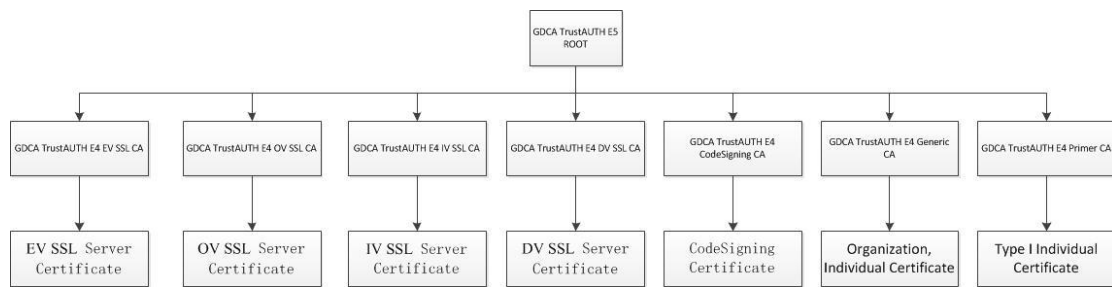 GDCA TrustAUTH E5
ROOT
GDCA TrustAUTH E4 EV SSL CA
GDCA TrustAUTH E4 OV SSL CA
GDCA TrustAUTH E4 IV SSL CA
GDCA TrustAUTH E4 DV SSL CA
GDCA TrustAUTH E4
CodeSigning CA
GDCA TrustAUTH E4 Generic
CA
GDCA TrustAUTH E4 Primer CA
EV SSL Server
Certificate
OV SSL Server
Certificate
IV SSL Server
Certificate
DV SSL Server
Certificate
CodeSigning
Certificate
Organization,
Individual Certificate
Type I Individual
Certificate